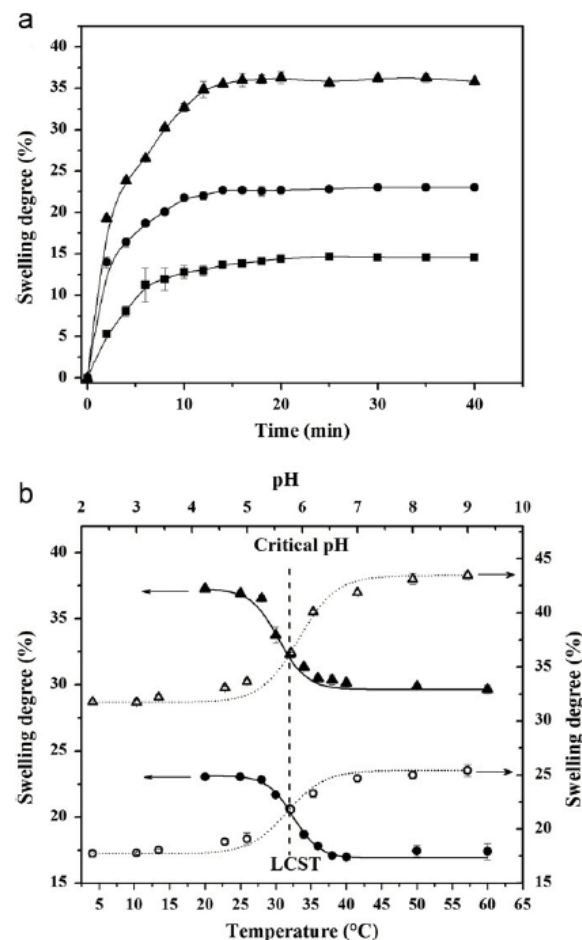 a
40
35
30
25
20
15
10
5
0
Swelling degree (%)
0 10 20 30 40
Time (min)
b
pH
2 3 4 5 6 7 8 9 10
Critical pH
40
35
30
25
20
15
Swelling degree (%)
45
40
35
30
25
20
15
Swelling degree (%)
LCST
5 10 15 20 25 30 35 40 45 50 55 60 65
Temperature (°C)